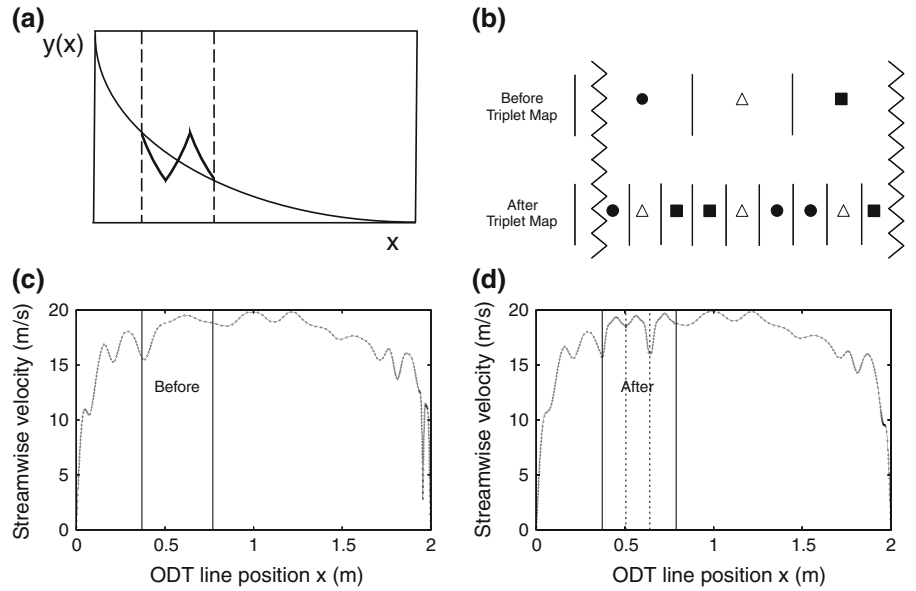 (a)
y(x)
x
(b)
Before
Triplet Map
After
Triplet Map
(c)
Streamwise velocity (m/s)
20
15
10
5
0
Before
0 0.5 1 1.5 2
ODT line position x (m)
(d)
Streamwise velocity (m/s)
20
15
10
5
0
After
0 0.5 1 1.5 2
ODT line position x (m)